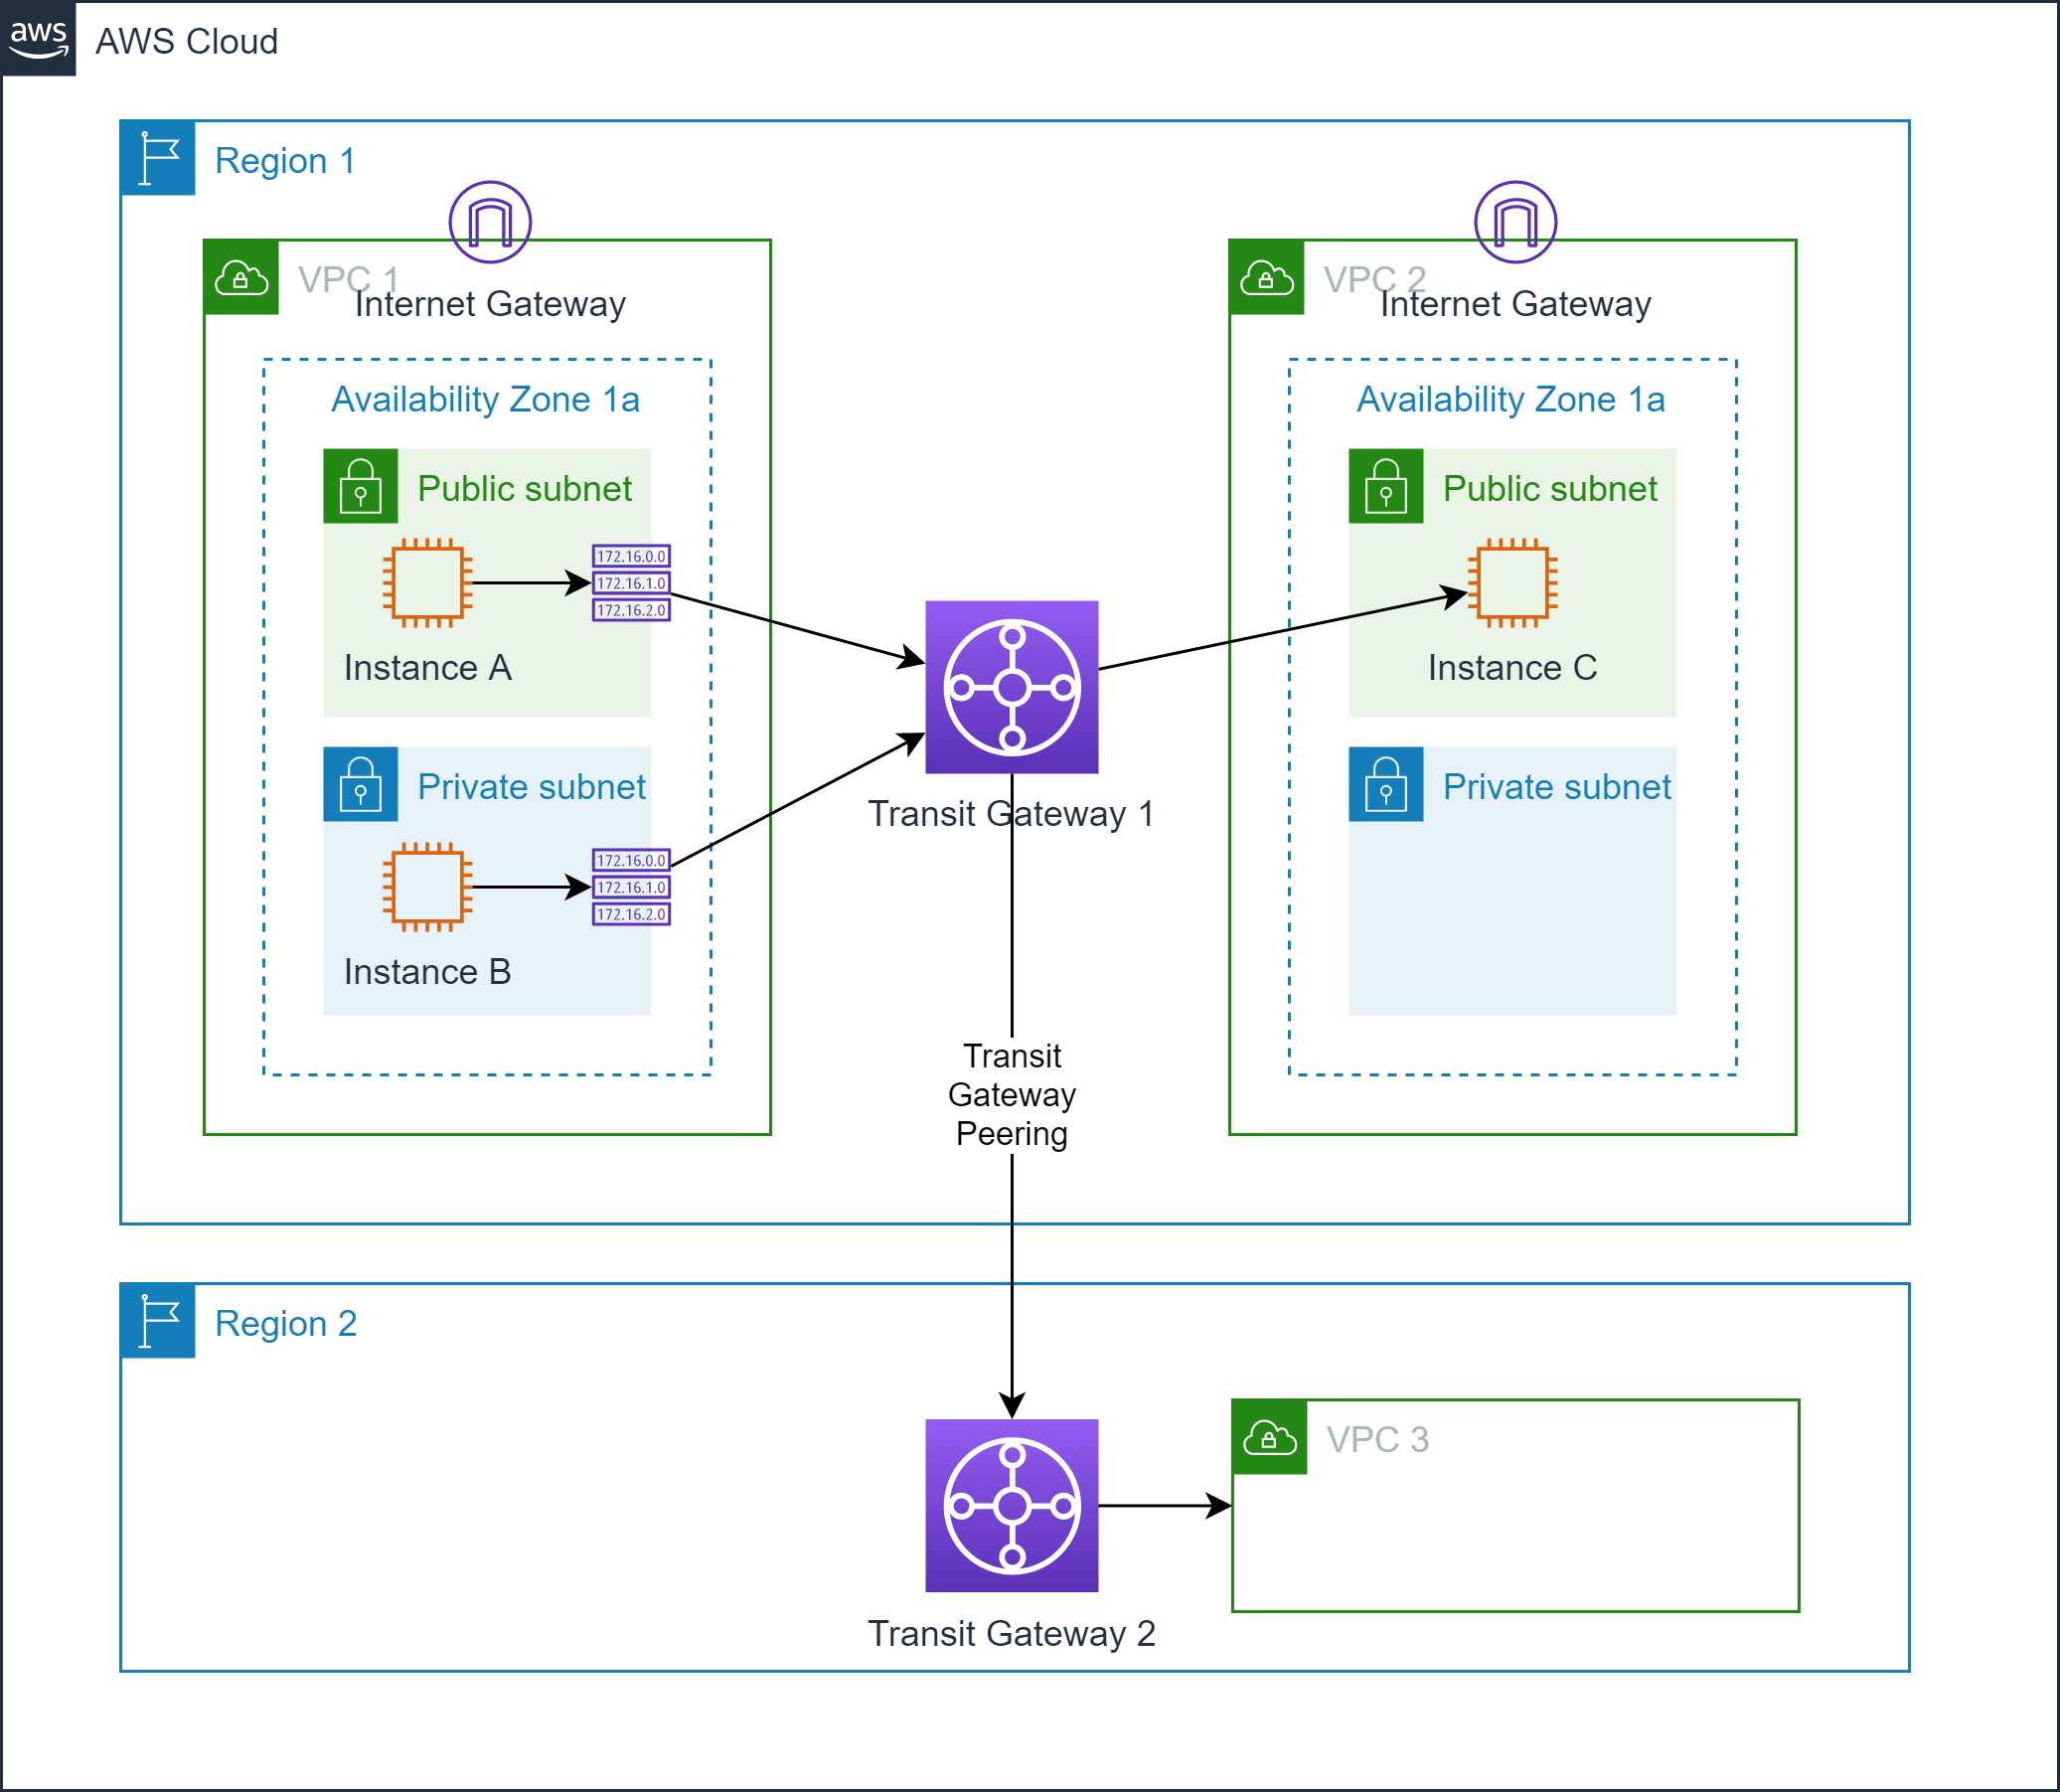 aws
AWS Cloud
Region 1
VPC 1
Internet Gateway
Availability Zone 1a
Public subnet
172.16.0.0
172.16.1.0
172.16.2.0
Instance A
Private subnet
172.16.0.0
172.16.1.0
172.16.2.0
Instance B
Transit Gateway 1
Transit
Gateway
Peering
VPC 2
Internet Gateway
Availability Zone 1a
Public subnet
Instance C
Private subnet
Region 2
Transit Gateway 2
VPC 3